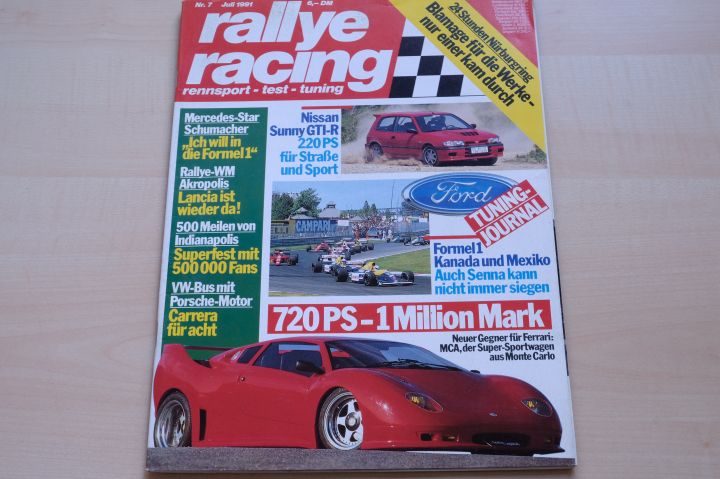 Nr. 7 Juli 1991 6,– DM
rallye
racing
rennsport - test - tuning
24 Stunden Nürburgring
Blamage für die Werke –
nur einer kam durch
Mercedes-Star
Schumacher
„Ich will in
die Formel 1“
Rallye-WM
Akropolis
Lancia ist
wieder da!
500 Meilen von
Indianapolis
Superfest mit
500 000 Fans
VW-Bus mit
Porsche-Motor
Carrera
für acht
Nissan
Sunny GTI-R
220 PS
für Straße
und Sport
CAMPARI
Ford
TUNING-
JOURNAL
Formel 1
Kanada und Mexiko
Auch Senna kann
nicht immer siegen
720 PS – 1 Million Mark
Neuer Gegner für Ferrari:
MCA, der Super-Sportwagen
aus Monte Carlo